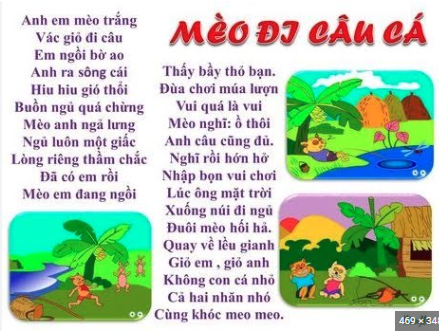 MÈO ĐI CÂU CÁ
Anh em mèo trắng
Vác giỏ đi câu
Em ngồi bờ ao
Anh ra sông cái
Hiu hiu gió thổi
Buồn ngủ quá chừng
Mèo anh ngả lưng
Ngủ luôn một giấc
Lòng riêng thầm chắc
Đã có em rồi
Mèo em đang ngồi
Thấy bầy thỏ bạn.
Đùa chơi múa lượn
Vui quá là vui
Mèo nghĩ: ồ thôi
Anh câu cũng đủ.
Nghĩ rồi hớn hở
Nhập bọn vui chơi
Lúc ông mặt trời
Xuống núi đi ngủ
Đuôi mèo hối hả.
Quay về lều gianh
Giỏ em , giỏ anh
Không con cá nhỏ
Cả hai nhăn nhó
Cùng khóc meo meo.
469 × 348